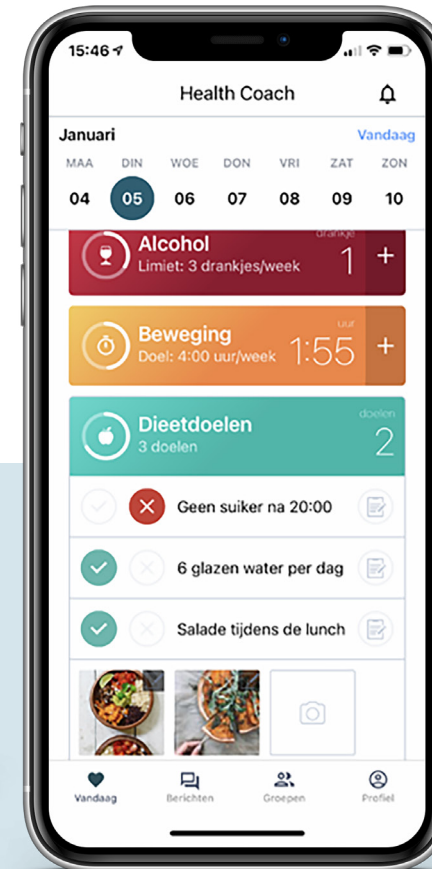 15:46
Health Coach
Januari Vandaag
MAA DIN WOE DON VRI ZAT ZON
04 05 06 07 08 09 10
drankje
Alcohol
Limiet: 3 drankjes/week 1 +
uur
Beweging
Doel: 4:00 uur/week 1:55 +
doelen
Dieetdoelen
3 doelen 2
Geen suiker na 20:00
6 glazen water per dag
Salade tijdens de lunch
Vandaag Berichten Groepen Profiel